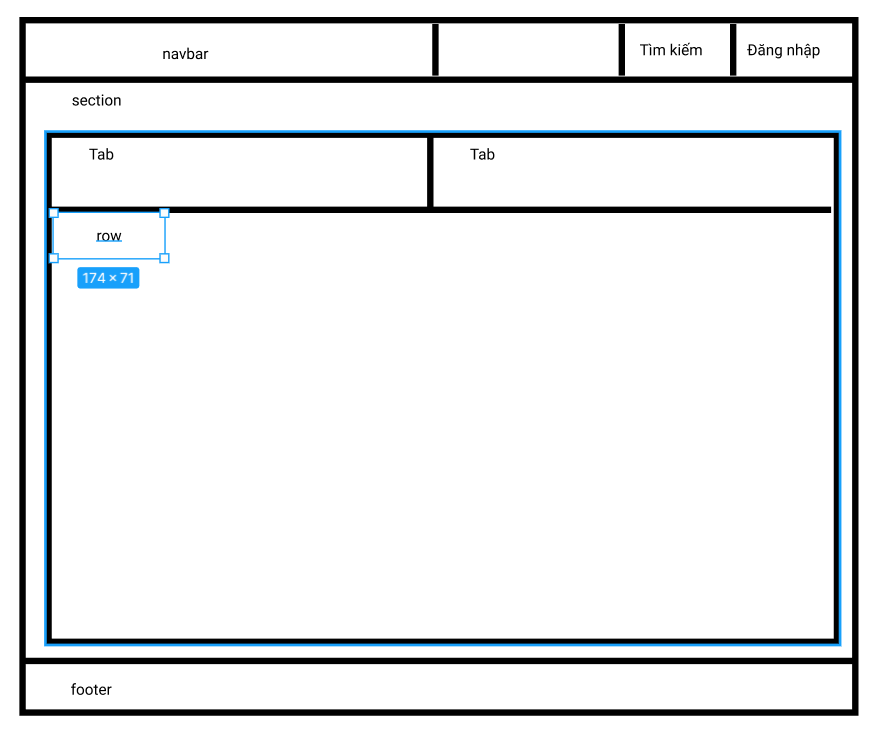 navbar
Tìm kiếm
Đăng nhập
section
Tab
Tab
row
174 × 71
footer